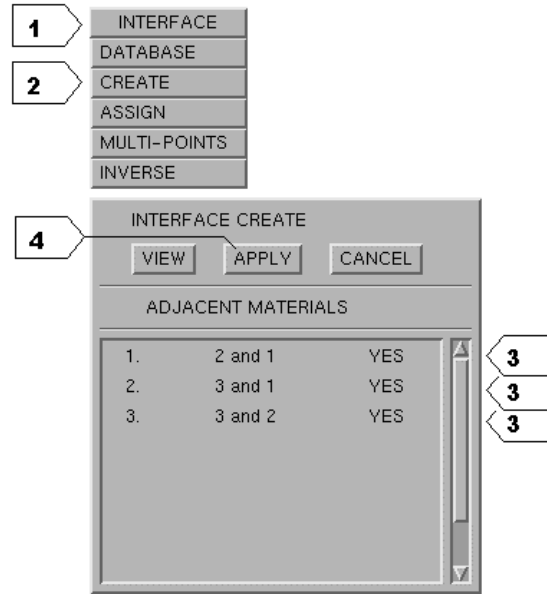 1
INTERFACE
DATABASE
2
CREATE
ASSIGN
MULTI-POINTS
INVERSE
INTERFACE CREATE
4
VIEW APPLY CANCEL
ADJACENT MATERIALS
1. 2 and 1 YES 3
2. 3 and 1 YES 3
3. 3 and 2 YES 3